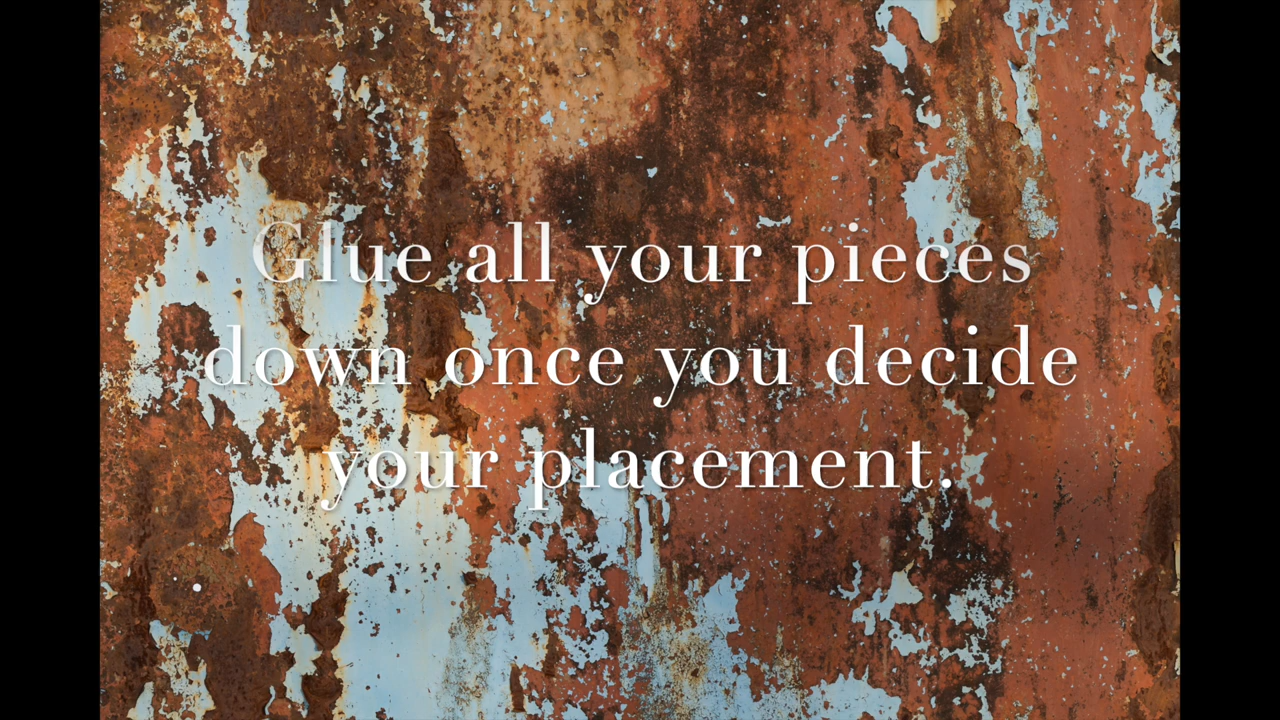 Glue all your pieces
down once you decide
your placement.